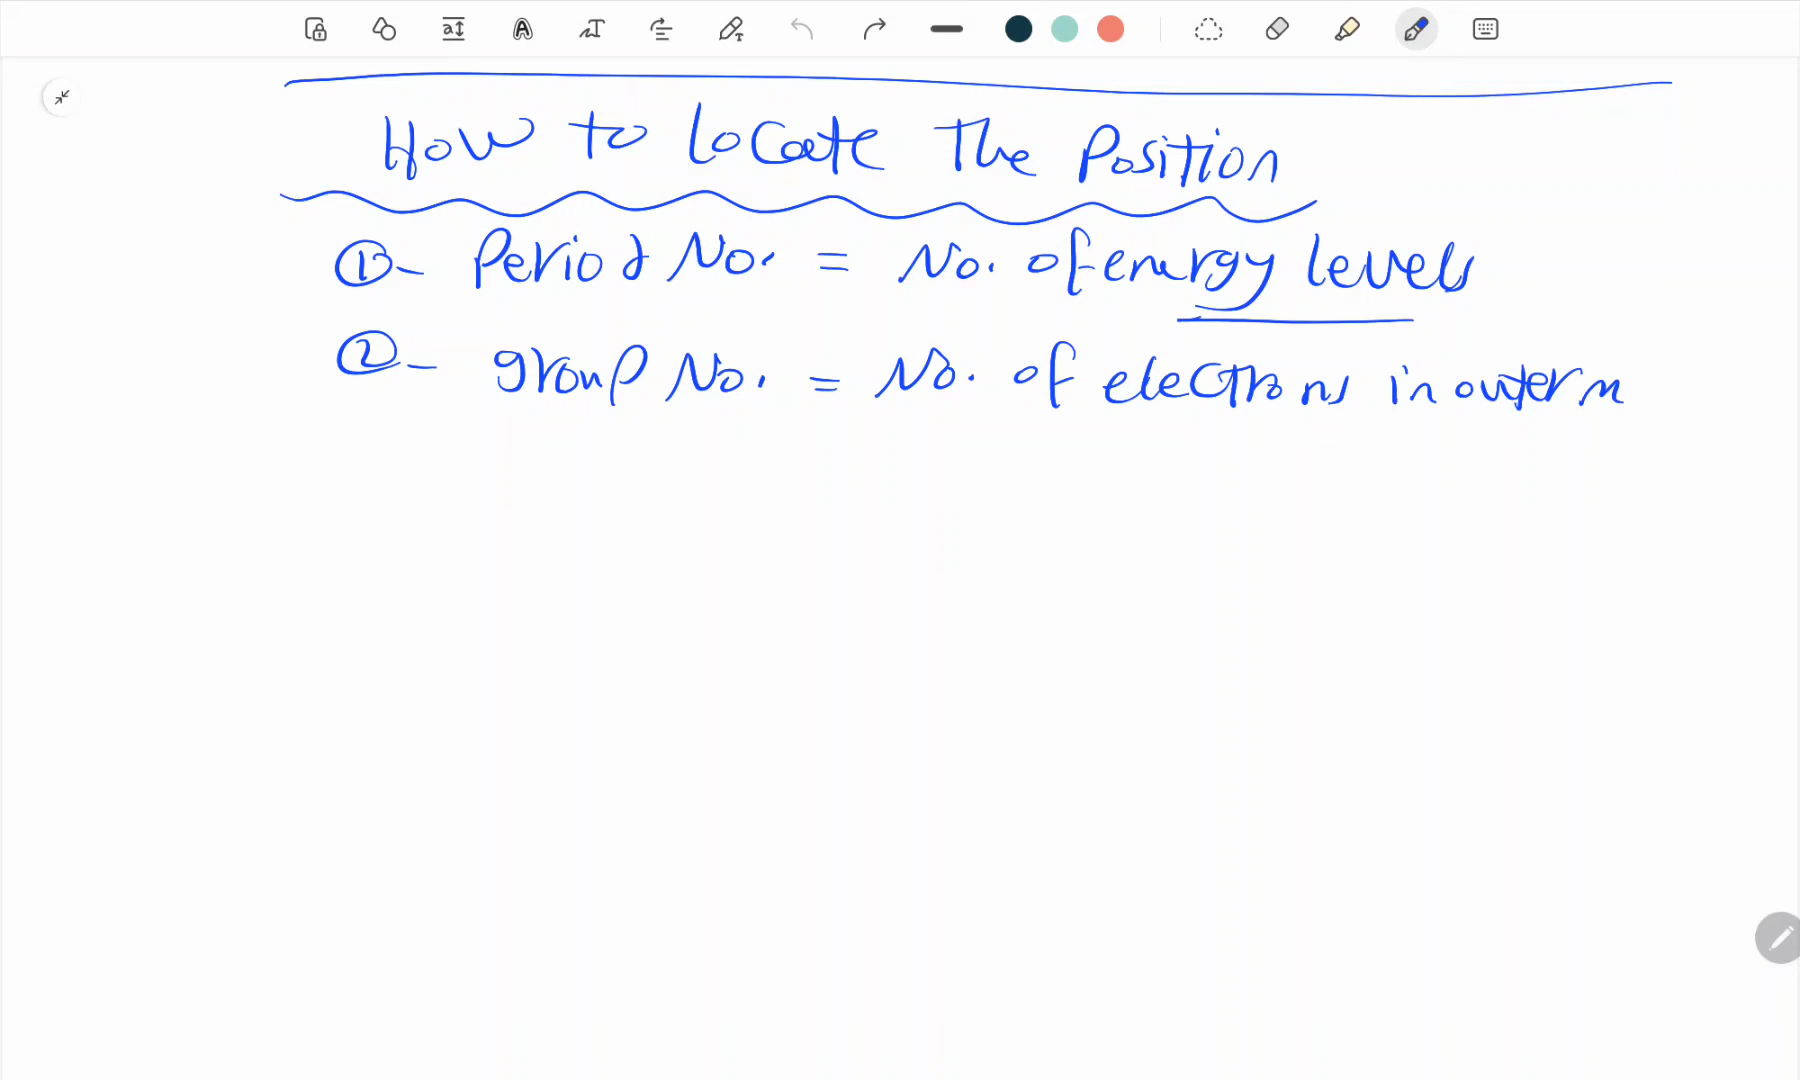 How to Locate The Position
①- Period No. = No. of energy levels
②- group No. = No. of electrons in outerm